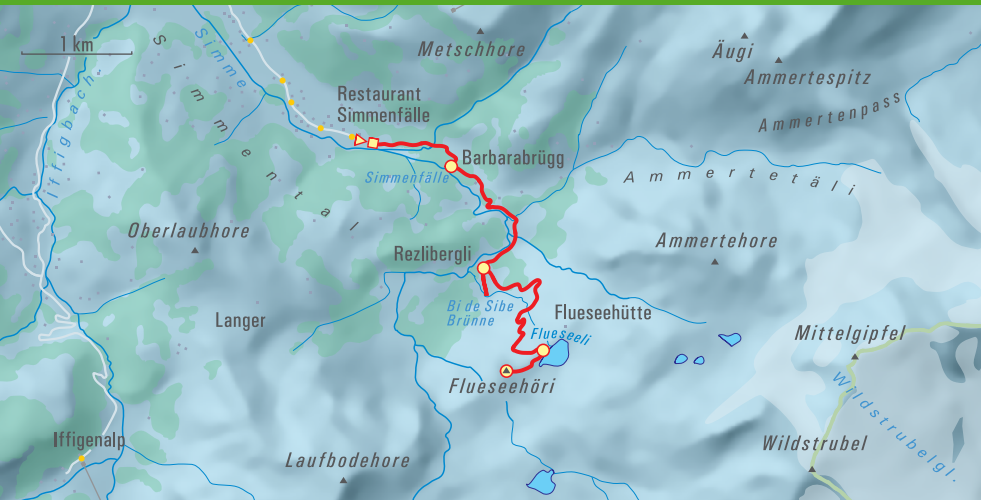 1 km
Simme
Simmental
Iffigbach
Metschhore
Äugi
Ammertespitz
Ammertenpass
Restaurant
Simmenfälle
Barbarabrügg
Simmenfälle
Ammertetäli
Oberlaubhore
Rezlibergli
Ammertehore
Bi de Sibe
Brünne
Flueseehütte
Langer
Flueseeli
Mittelgipfel
Flueseehöri
Wildstrubelgl.
Iffigenalp
Laufbodehore
Wildstrubel